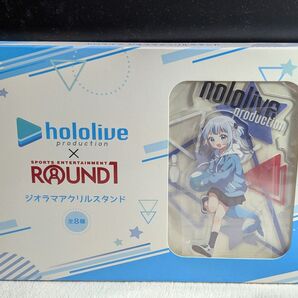 hololive
production
×
SPORTS ENTERTAINMENT
ROUND1
ジオラマアクリルスタンド
全8種
hololive
production